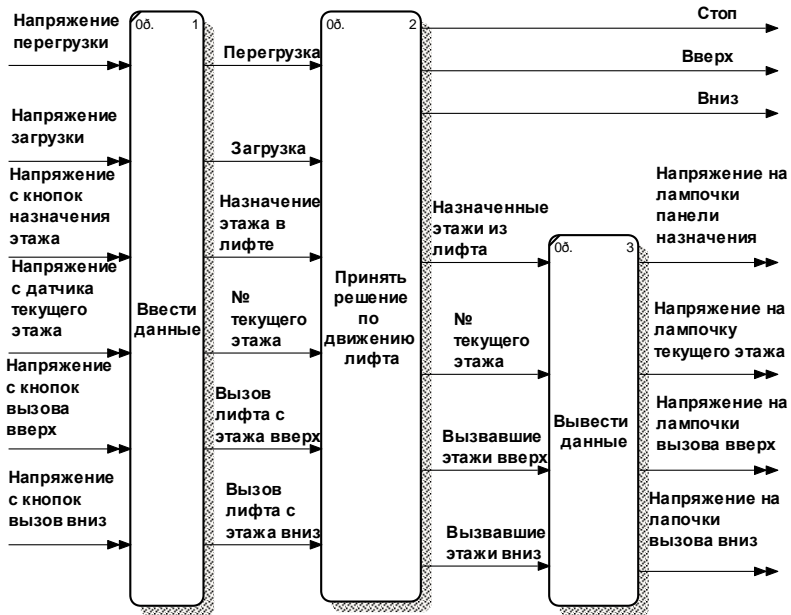 Напряжение
перегрузки
Напряжение
загрузки
Напряжение
с кнопок
назначения
этажа
Напряжение
с датчика
текущего
этажа
Напряжение
с кнопок
вызова
вверх
Напряжение
с кнопок
вызов вниз
0ð. 1
Ввести
данные
Перегрузка
Загрузка
Назначение
этажа в
лифте
№
текущего
этажа
Вызов
лифта с
этажа вверх
Вызов
лифта с
этажа вниз
0ð. 2
Принять
решение
по
движению
лифта
Стоп
Вверх
Вниз
Назначенные
этажи из
лифта
№
текущего
этажа
Вызвавшие
этажи вверх
Вызвавшие
этажи вниз
0ð. 3
Вывести
данные
Напряжение на
лампочки
панели
назначения
Напряжение на
лампочку
текущего этажа
Напряжение на
лампочки
вызова вверх
Напряжение на
лапочки
вызова вниз